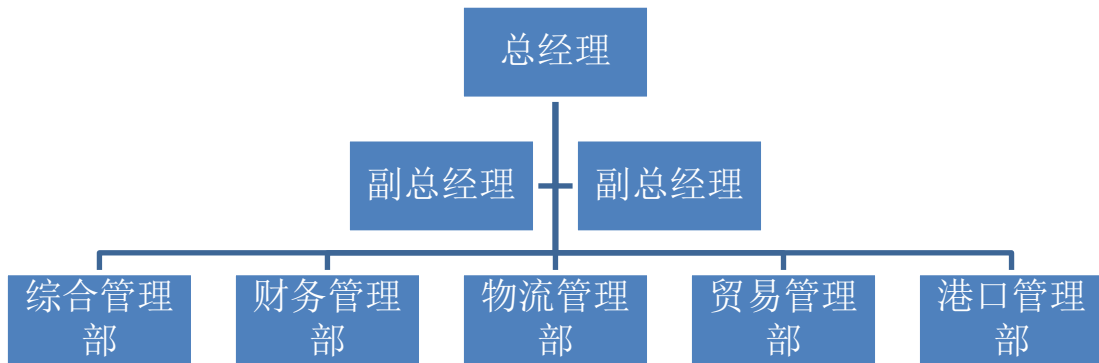 总经理
副总经理
副总经理
综合管理
部
财务管理
部
物流管理
部
贸易管理
部
港口管理
部